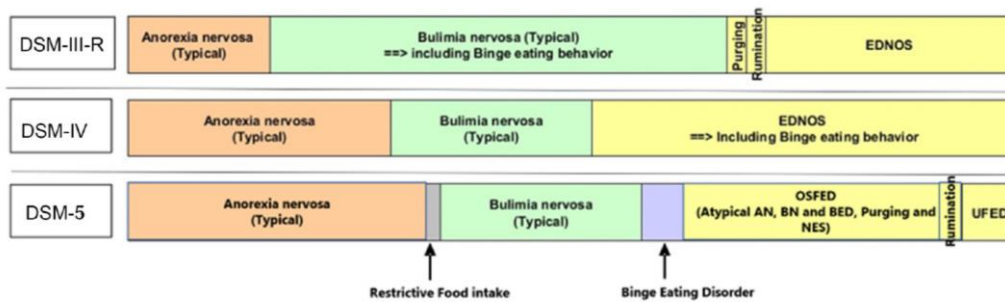 DSM-III-R
Anorexia nervosa
(Typical)
Bulimia nervosa (Typical)
==> including Binge eating behavior
Purging
Rumination
EDNOS
DSM-IV
Anorexia nervosa
(Typical)
Bulimia nervosa
(Typical)
EDNOS
==> Including Binge eating behavior
DSM-5
Anorexia nervosa
(Typical)
Bulimia nervosa
(Typical)
OSFED
(Atypical AN, BN and BED, Purging and
NES)
Rumination
UFED
Restrictive Food intake
Binge Eating Disorder